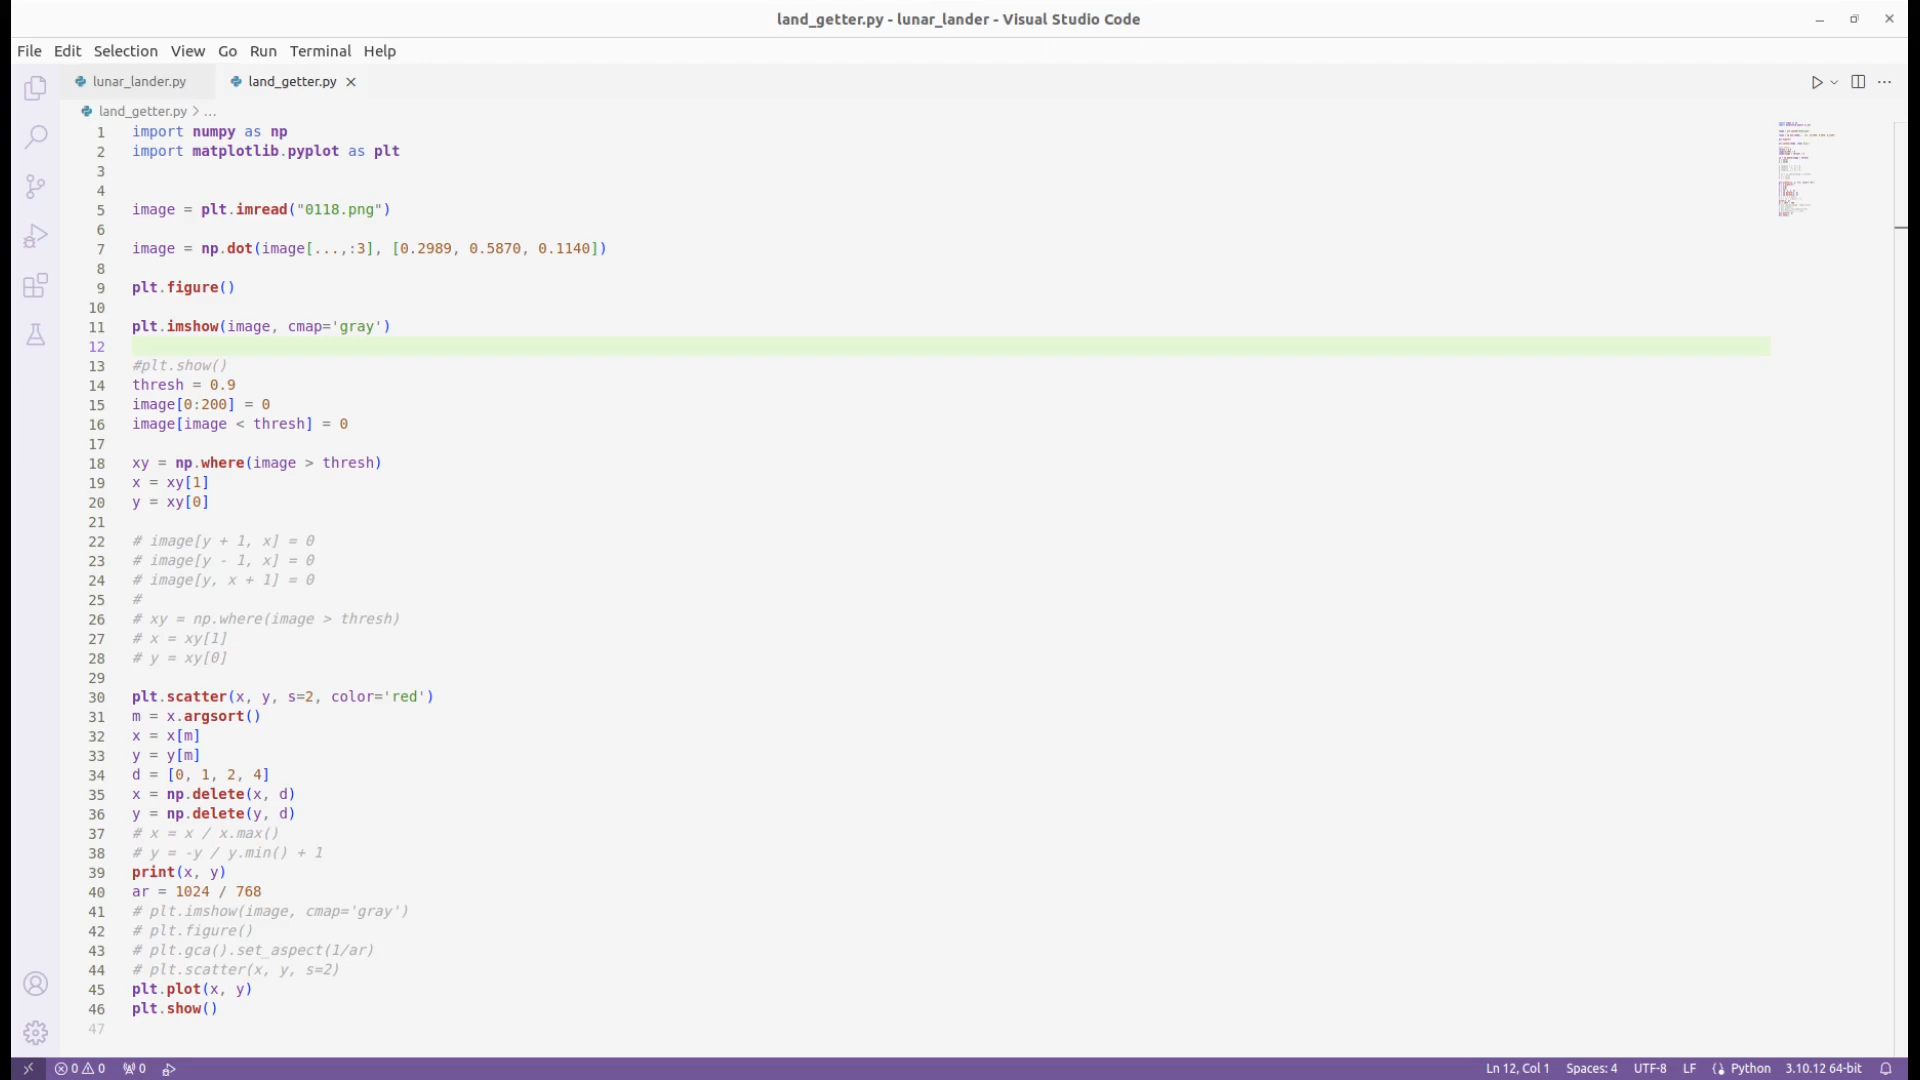 land_getter.py - lunar_lander - Visual Studio Code
File Edit Selection View Go Run Terminal Help
lunar_lander.py land_getter.py
land_getter.py > ...
1 import numpy as np
2 import matplotlib.pyplot as plt
3
4
5 image = plt.imread("0118.png")
6
7 image = np.dot(image[...,:3], [0.2989, 0.5870, 0.1140])
8
9 plt.figure()
10
11 plt.imshow(image, cmap='gray')
12
13 #plt.show()
14 thresh = 0.9
15 image[0:200] = 0
16 image[image < thresh] = 0
17
18 xy = np.where(image > thresh)
19 x = xy[1]
20 y = xy[0]
21
22 # image[y + 1, x] = 0
23 # image[y - 1, x] = 0
24 # image[y, x + 1] = 0
25 #
26 # xy = np.where(image > thresh)
27 # x = xy[1]
28 # y = xy[0]
29
30 plt.scatter(x, y, s=2, color='red')
31 m = x.argsort()
32 x = x[m]
33 y = y[m]
34 d = [0, 1, 2, 4]
35 x = np.delete(x, d)
36 y = np.delete(y, d)
37 # x = x / x.max()
38 # y = -y / y.min() + 1
39 print(x, y)
40 ar = 1024 / 768
41 # plt.imshow(image, cmap='gray')
42 # plt.figure()
43 # plt.gca().set_aspect(1/ar)
44 # plt.scatter(x, y, s=2)
45 plt.plot(x, y)
46 plt.show()
47
0 0 0 Ln 12, Col 1 Spaces: 4 UTF-8 LF Python 3.10.12 64-bit